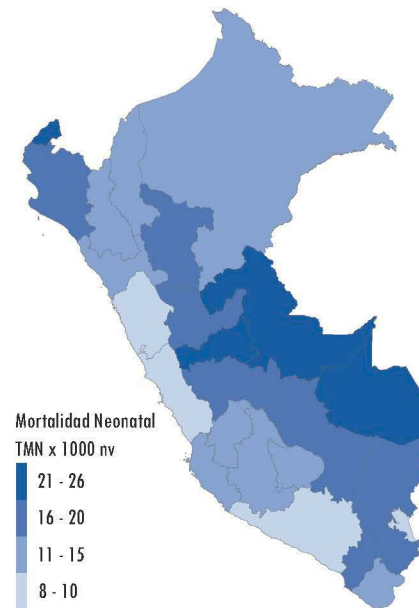 Mortalidad Neonatal
TMN x 1000 nv
21 - 26
16 - 20
11 - 15
8 - 10